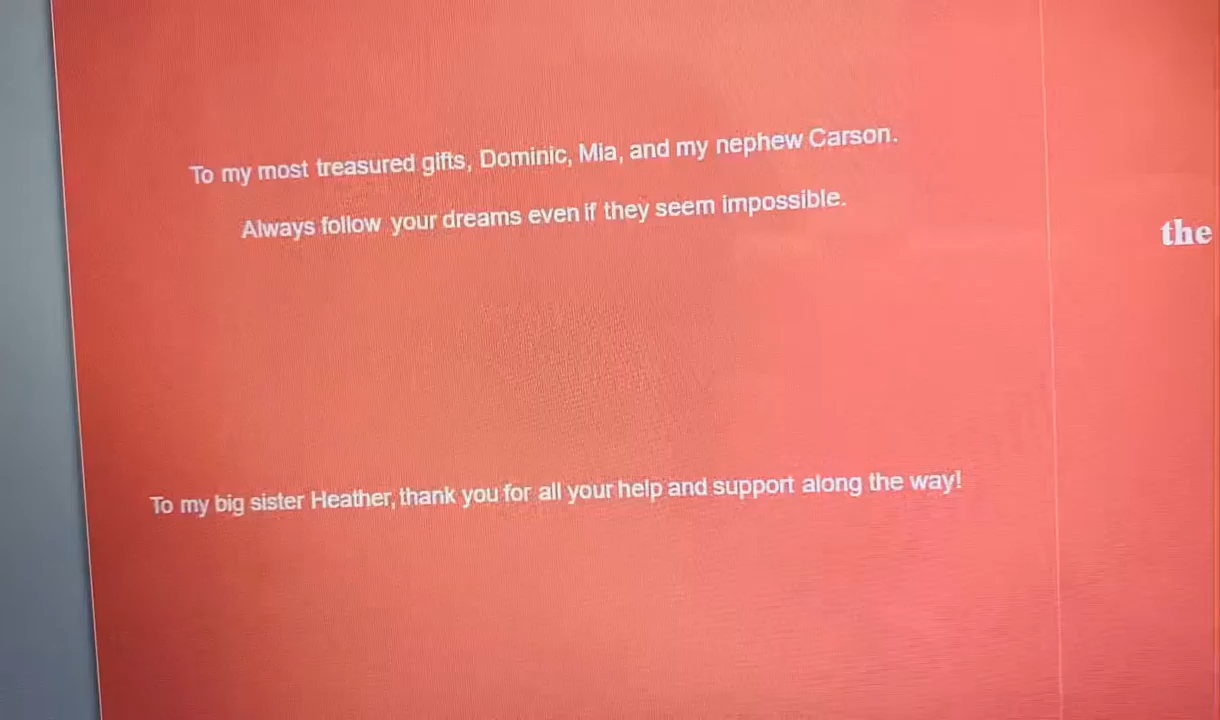 To my most treasured gifts, Dominic, Mia, and my nephew Carson.
Always follow your dreams even if they seem impossible.
the
To my big sister Heather, thank you for all your help and support along the way!